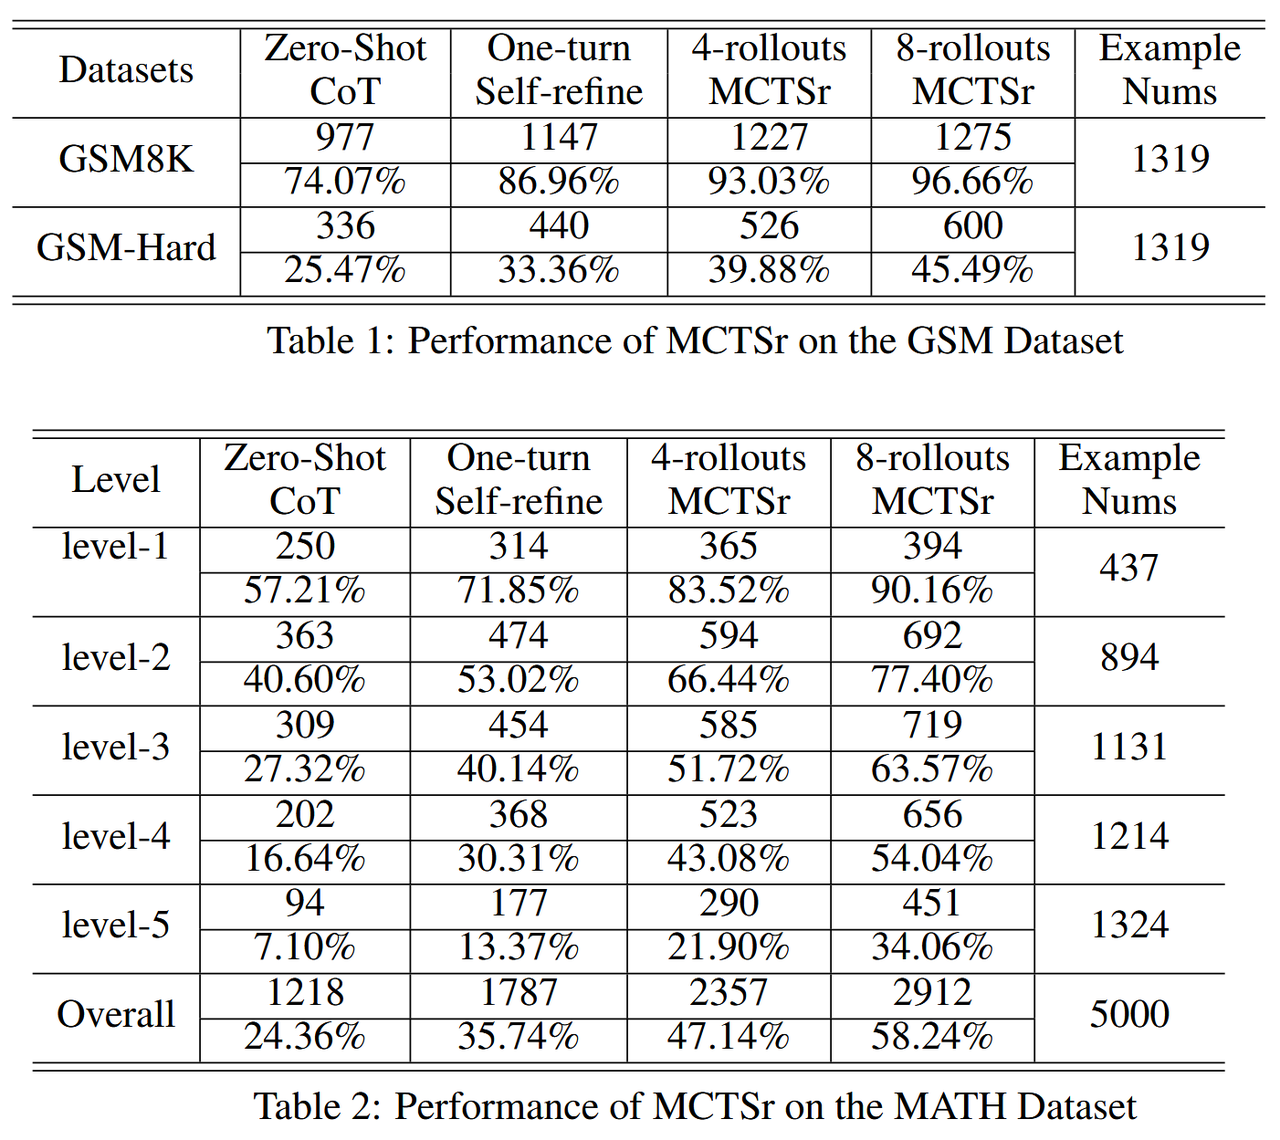 Datasets Zero-Shot CoT One-turn Self-refine 4-rollouts MCTSr 8-rollouts MCTSr Example Nums
GSM8K 977 1147 1227 1275 1319
74.07% 86.96% 93.03% 96.66%
GSM-Hard 336 440 526 600 1319
25.47% 33.36% 39.88% 45.49%
Table 1: Performance of MCTSr on the GSM Dataset
Level Zero-Shot CoT One-turn Self-refine 4-rollouts MCTSr 8-rollouts MCTSr Example Nums
level-1 250 314 365 394 437
57.21% 71.85% 83.52% 90.16%
level-2 363 474 594 692 894
40.60% 53.02% 66.44% 77.40%
level-3 309 454 585 719 1131
27.32% 40.14% 51.72% 63.57%
level-4 202 368 523 656 1214
16.64% 30.31% 43.08% 54.04%
level-5 94 177 290 451 1324
7.10% 13.37% 21.90% 34.06%
Overall 1218 1787 2357 2912 5000
24.36% 35.74% 47.14% 58.24%
Table 2: Performance of MCTSr on the MATH Dataset